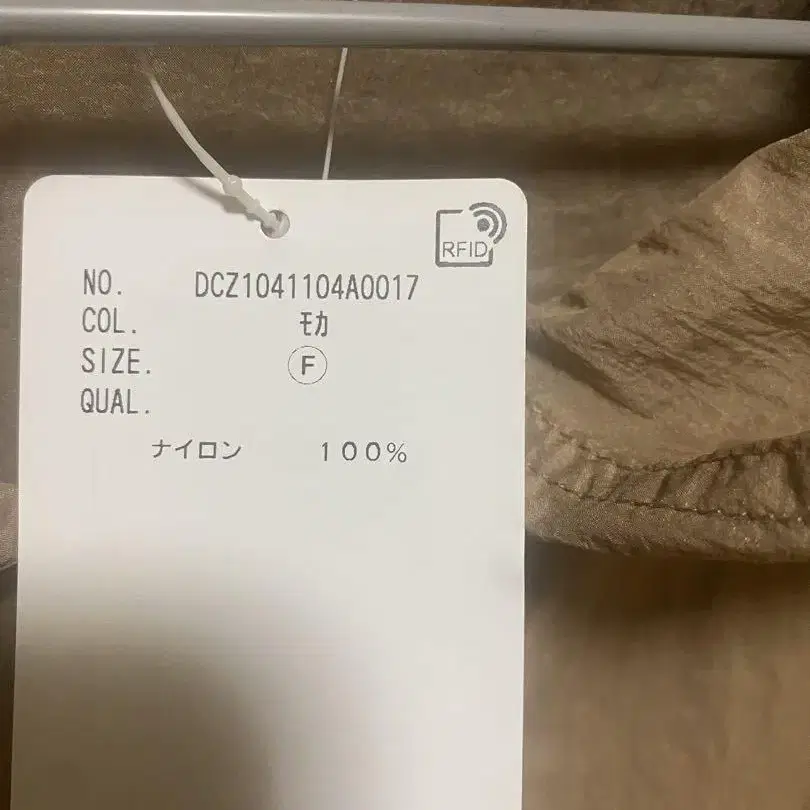 RFID
NO. DCZ1041104A0017
COL. ﾓｶ
SIZE. Ⓕ
QUAL.
ナイロン 100%